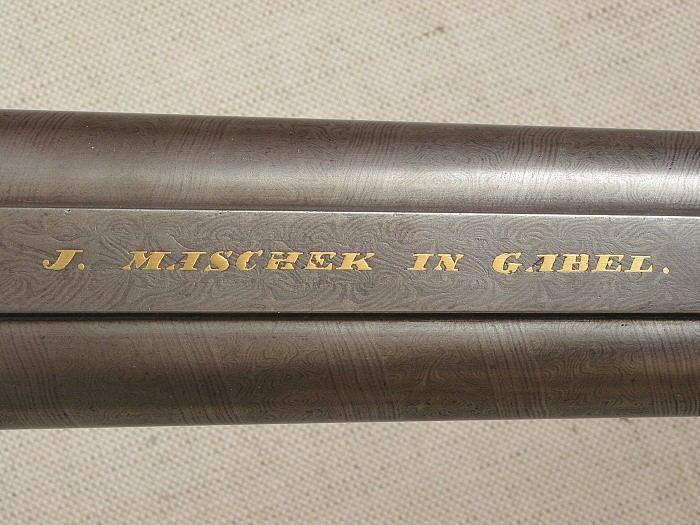 J. MASCHEK IN GABEL.